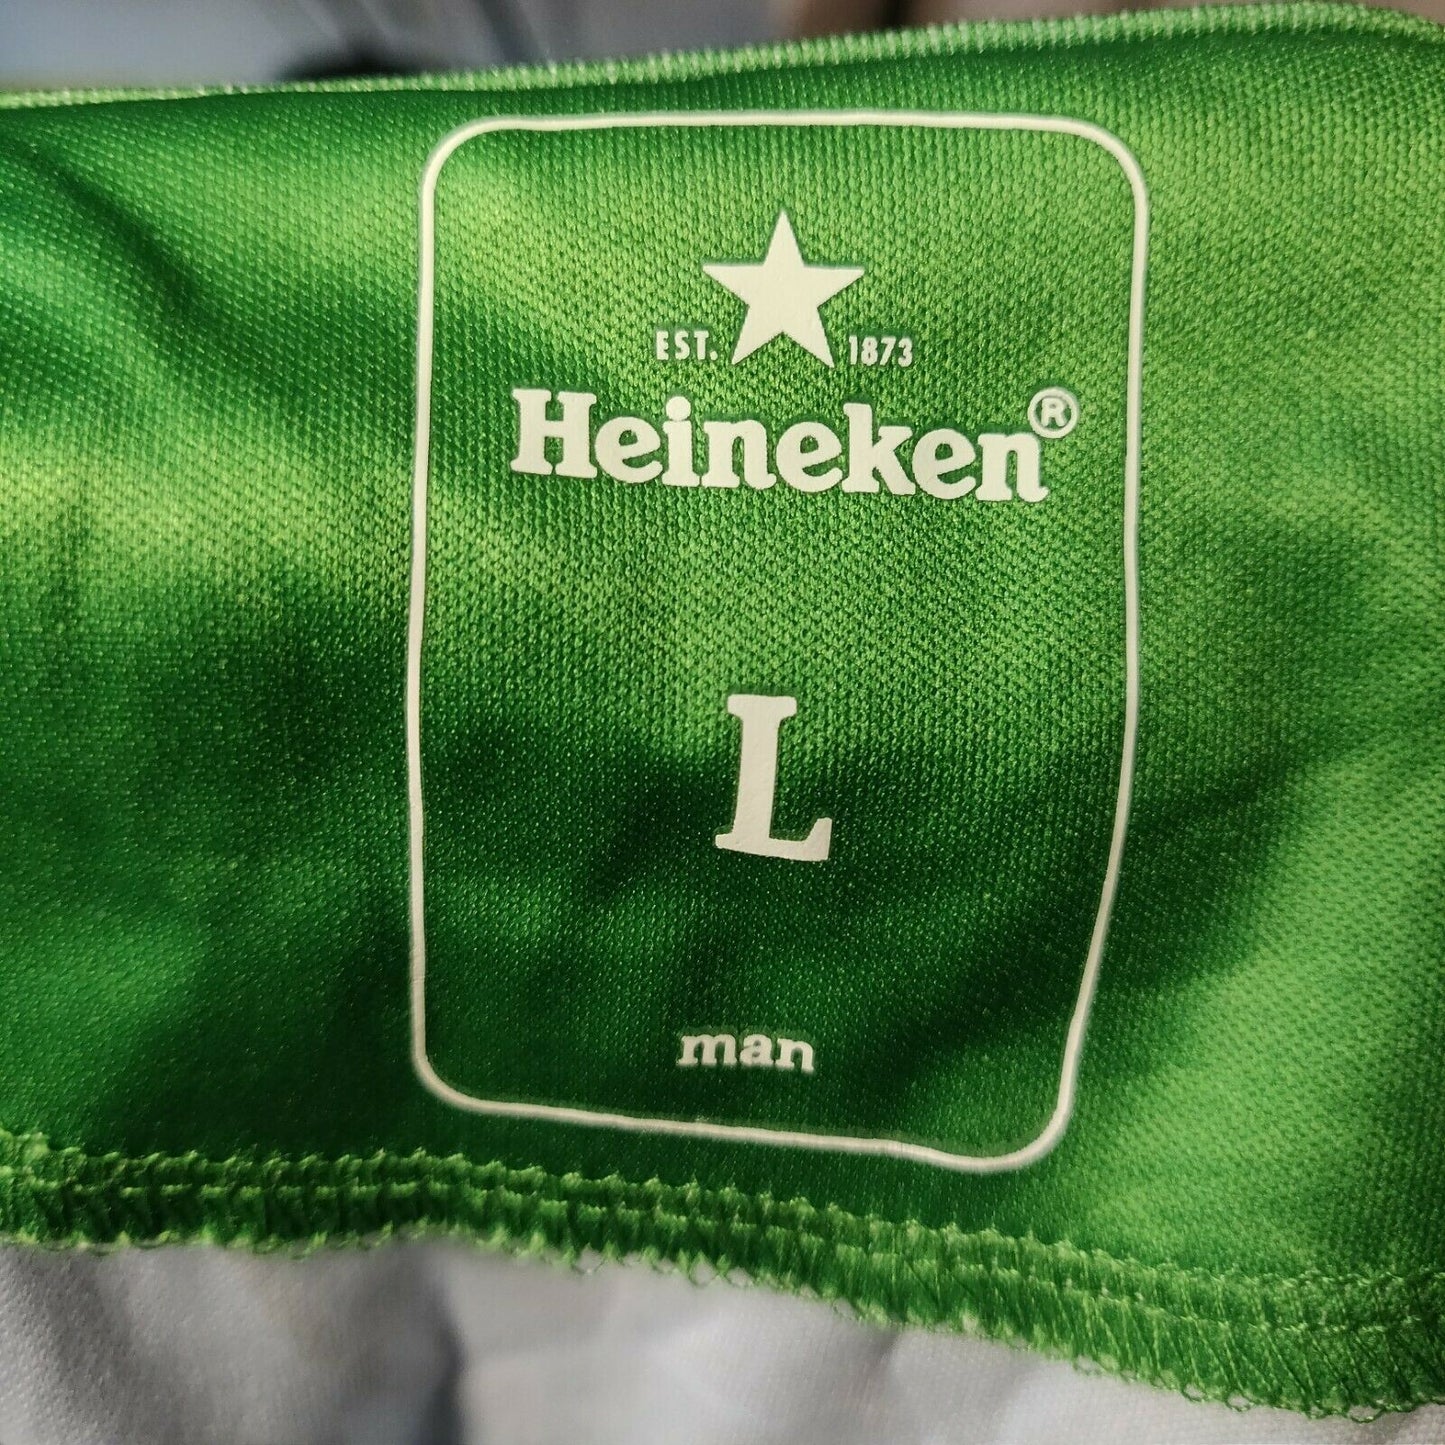 EST. 1873
Heineken®
L
man